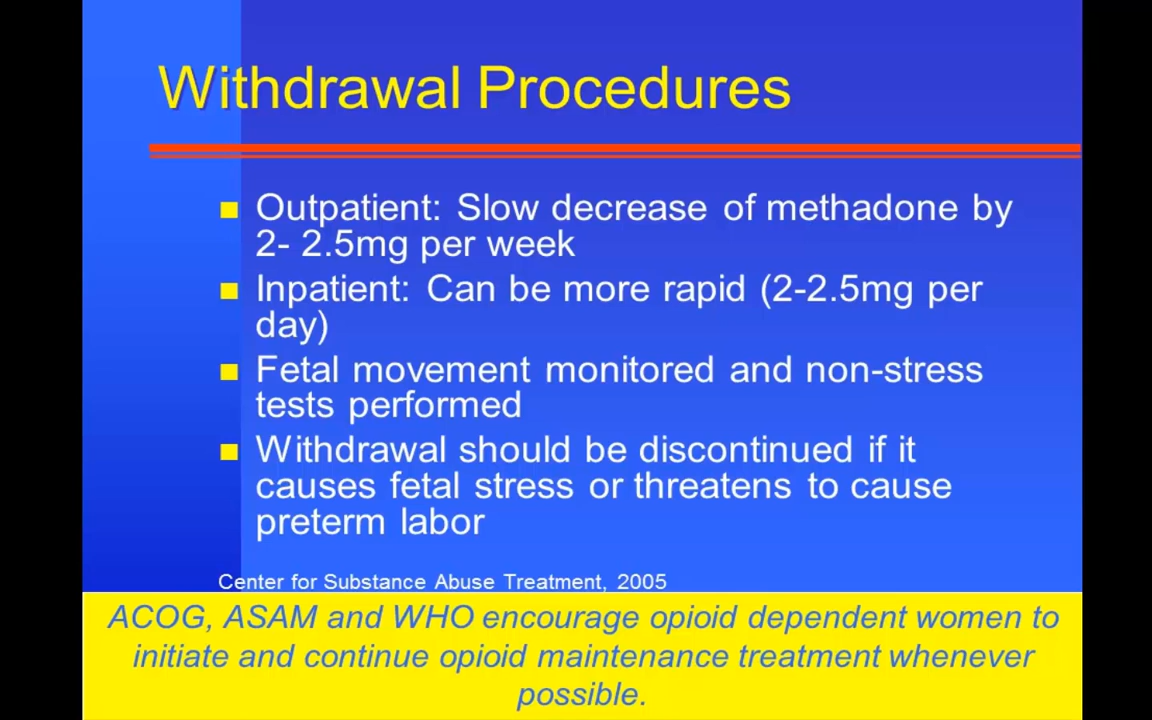 Withdrawal Procedures
Outpatient: Slow decrease of methadone by
2- 2.5mg per week
Inpatient: Can be more rapid (2-2.5mg per
day)
Fetal movement monitored and non-stress
tests performed
Withdrawal should be discontinued if it
causes fetal stress or threatens to cause
preterm labor
Center for Substance Abuse Treatment, 2005
ACOG, ASAM and WHO encourage opioid dependent women to
initiate and continue opioid maintenance treatment whenever
possible.